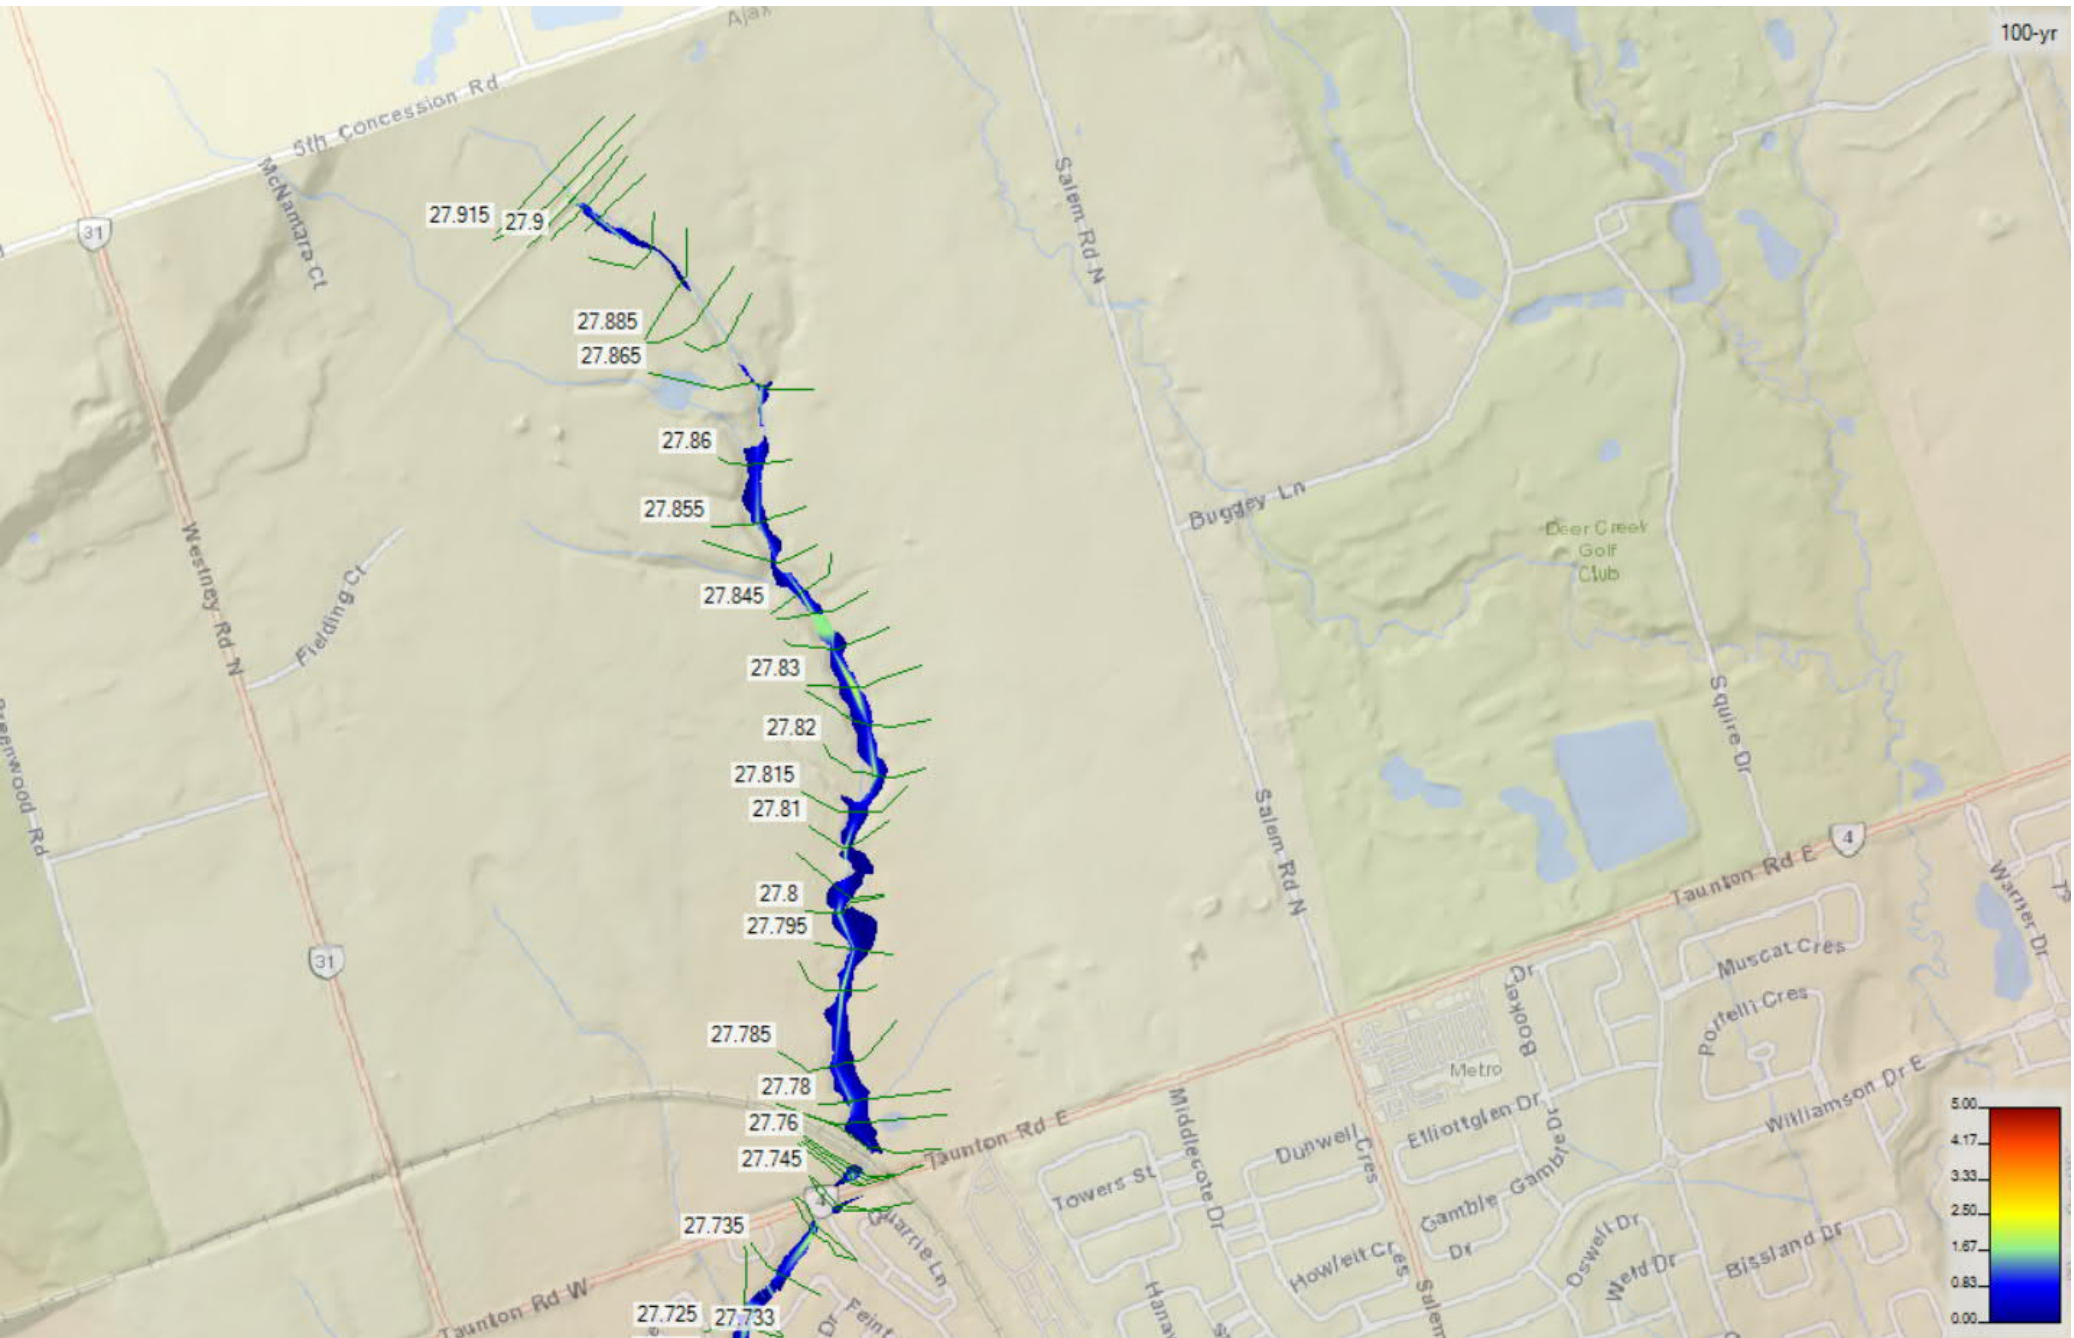 Ajax
100-yr
5th Concession Rd
McNamara Ct
Salem Rd N
31
27.915
27.9
27.885
27.865
27.86
27.855
27.845
27.83
27.82
27.815
27.81
27.8
27.795
27.785
27.78
27.76
27.745
27.735
27.725
27.733
Buggey Ln
Deer Creek
Golf
Club
Westney Rd N
Fielding Ct
Squire Dr
Salem Rd N
4
Taunton Rd E
Warner Dr
31
Muscat Cres
Portelli Cres
Booker Dr
Metro
Williamson Dr E
Elliottglen Dr
Middlecote Dr
Dunwell Cres
Taunton Rd E
Towers St
Gamble Dr
Gamble Dr
Oswell Dr
Weld Dr
Bissland Dr
Howlett Cres
Salem
Quarrie Ln
Taunton Rd W
Dr
5.00
4.17
3.33
2.50
1.67
0.83
0.00